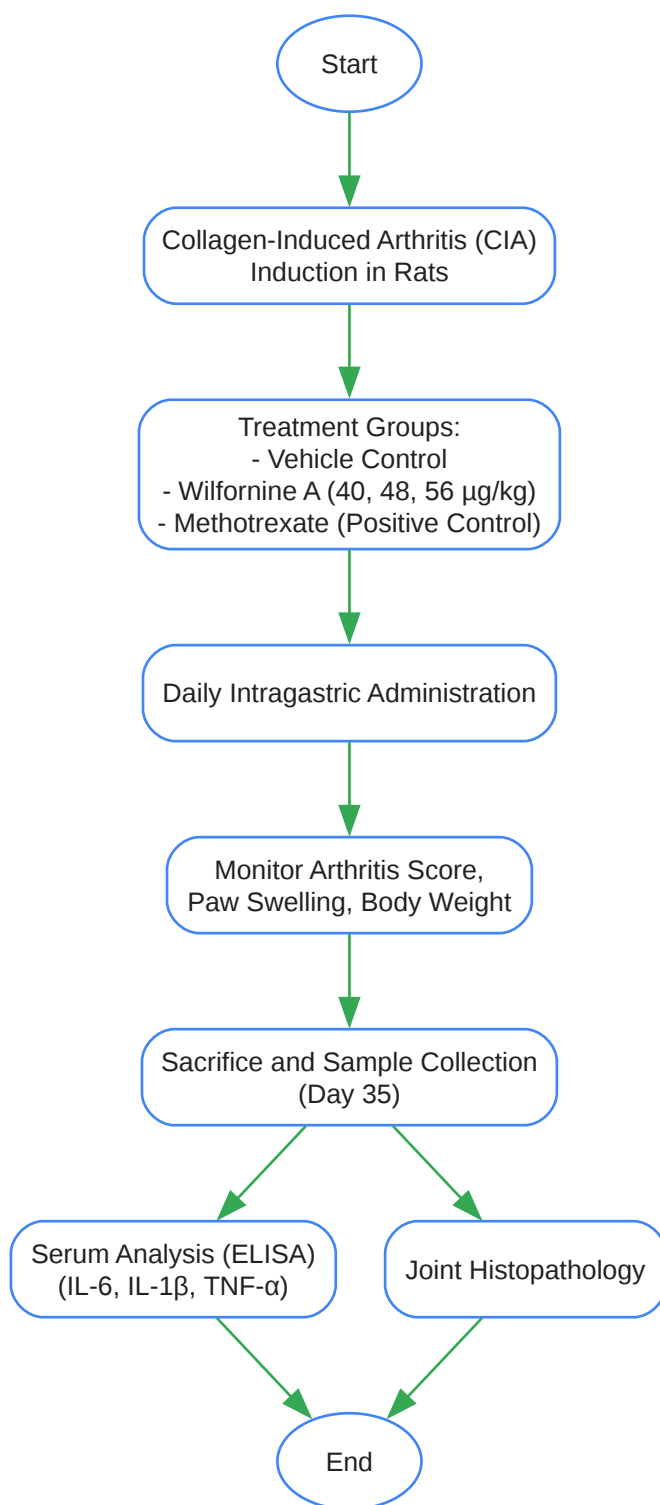 Start
Collagen-Induced Arthritis (CIA)
Induction in Rats
Treatment Groups:
- Vehicle Control
- Wilfornine A (40, 48, 56 µg/kg)
- Methotrexate (Positive Control)
Daily Intragastric Administration
Monitor Arthritis Score,
Paw Swelling, Body Weight
Sacrifice and Sample Collection
(Day 35)
Serum Analysis (ELISA)
(IL-6, IL-1β, TNF-α)
Joint Histopathology
End